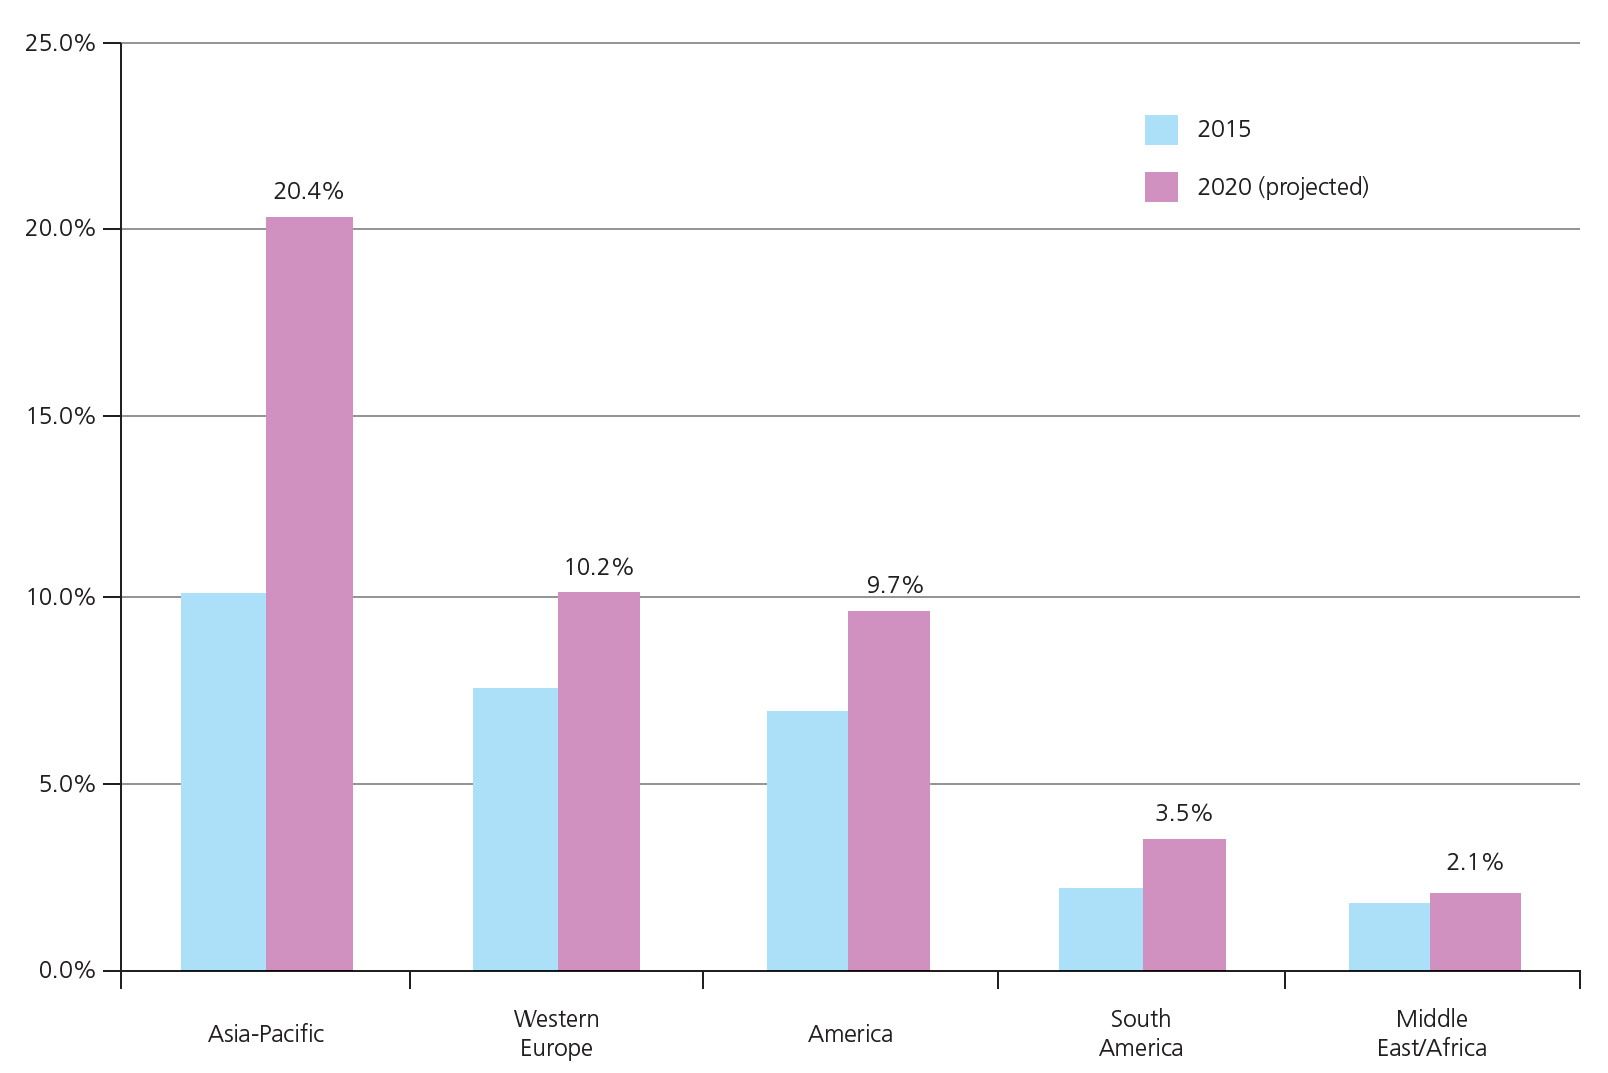 25.0%
2015
2020 (projected)
20.4%
20.0%
15.0%
10.2%
9.7%
10.0%
5.0%
3.5%
2.1%
0.0%
Asia-Pacific
Western
Europe
America
South
America
Middle
East/Africa